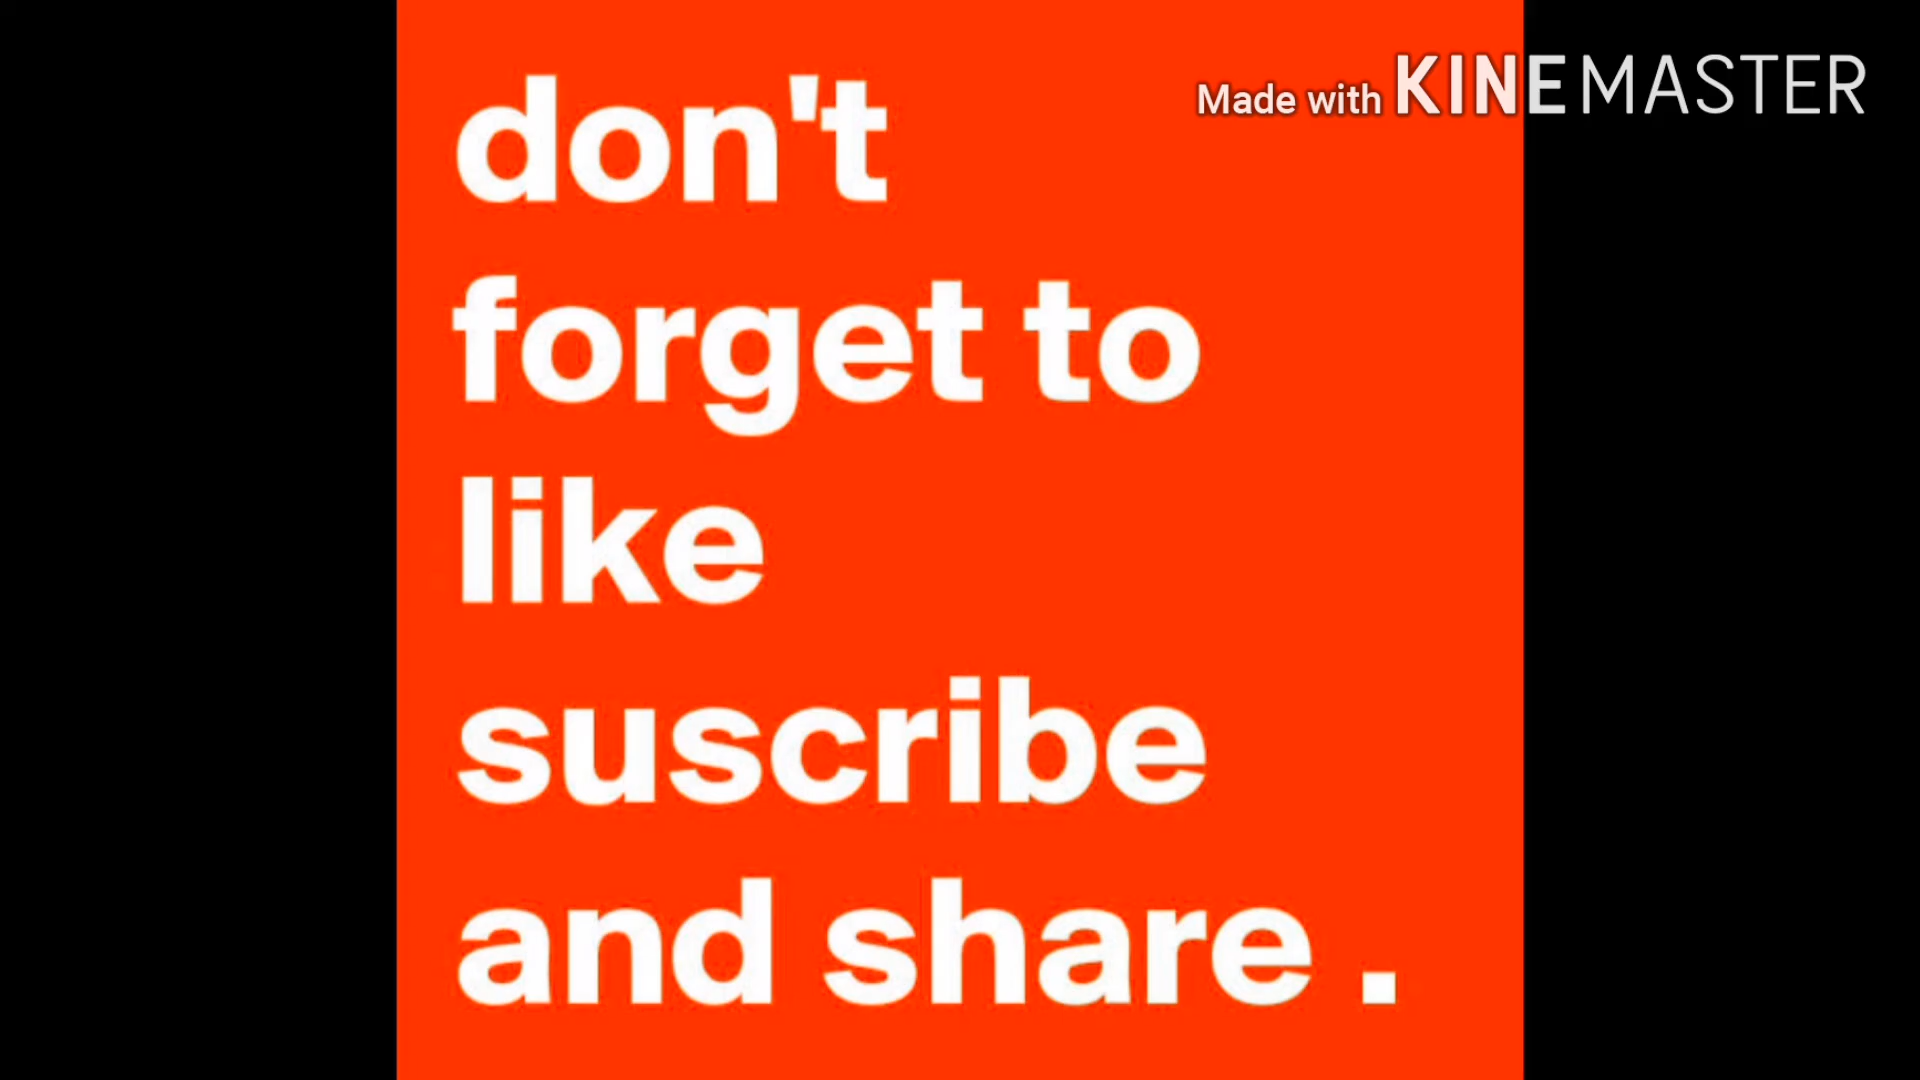 don't
Made with KINEMASTER
forget to
like
suscribe
and share .